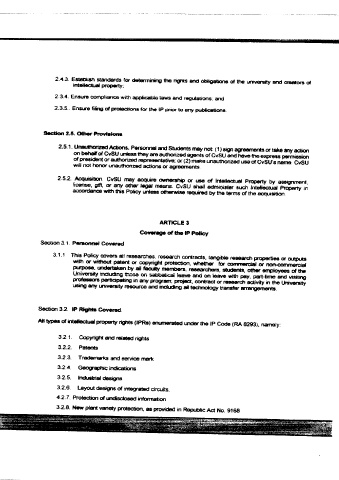 2.4.3. Establish standards for determining the rights and obligations of the university and creators of
intellectual property;
2.3.4. Ensure compliance with applicable laws and regulations; and
2.3.5. Ensure filing of protections for the IP prior to any publications.
Section 2.5. Other Provisions
2.5.1. Unauthorized Actions. Personnel and Students may not: (1) sign agreements or take any action
on behalf of CvSU unless they are authorized agents of CvSU and have the express permission
of president or authorized representative; or (2) make unauthorized use of CvSU's name. CvSU
will not honor unauthorized actions or agreements.
2.5.2. Acquisition. CvSU may acquire ownership or use of Intellectual Property by assignment,
license, gift, or any other legal means. CvSU shall administer such Intellectual Property in
accordance with this Policy unless otherwise required by the terms of the acquisition.
ARTICLE 3
Coverage of the IP Policy
Section 3.1. Personnel Covered
3.1.1 This Policy covers all researches, research contracts, tangible research properties or outputs
with or without patent or copyright protection, whether for commercial or non-commercial
purpose, undertaken by all faculty members, researchers, students, other employees of the
University including those on sabbatical leave and on leave with pay, part-time and visiting
professors participating in any program, project, contract or research activity in the University
using any university resource and including all technology transfer arrangements.
Section 3.2. IP Rights Covered
All types of intellectual property rights (IPRs) enumerated under the IP Code (RA 8293), namely:
3.2.1. Copyright and related rights
3.2.2. Patents
3.2.3. Trademarks and service mark
3.2.4. Geographic indications
3.2.5. Industrial designs
3.2.6. Layout designs of integrated circuits.
4.2.7. Protection of undisclosed information
3.2.8. New plant variety protection, as provided in Republic Act No. 9168